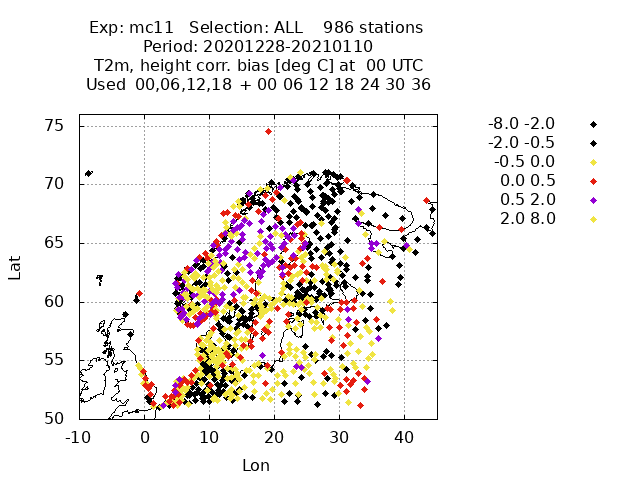 Exp: mc11 Selection: ALL 986 stations
Period: 20201228-20210110
T2m, height corr. bias [deg C] at 00 UTC
Used 00,06,12,18 + 00 06 12 18 24 30 36
-8.0 -2.0
-2.0 -0.5
-0.5 0.0
0.0 0.5
0.5 2.0
2.0 8.0
75
70
65
60
55
50
Lat
-10 0 10 20 30 40
Lon